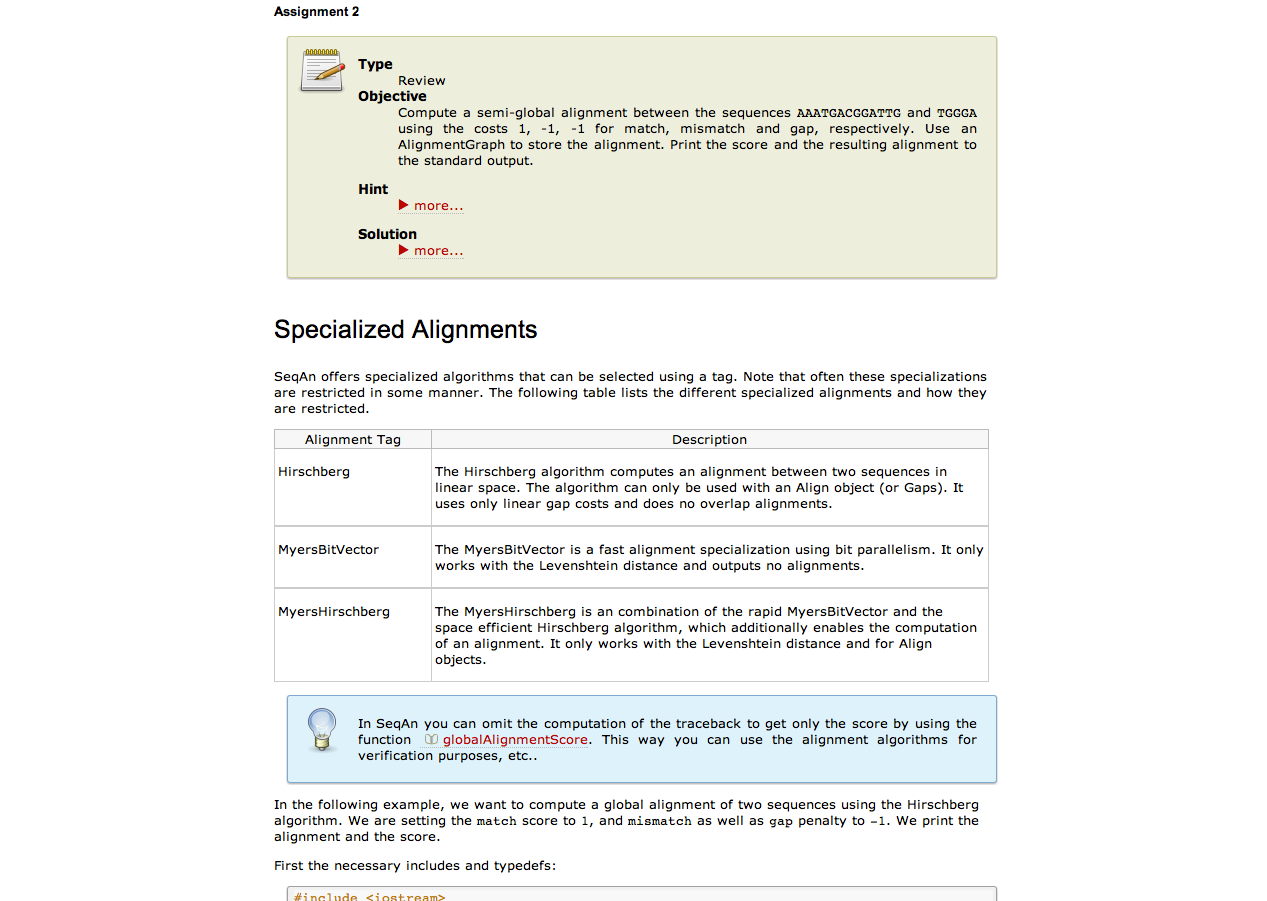 Assignment 2
Type
Review
Objective
Compute a semi-global alignment between the sequences AAATGACGGATTG and TGGGA
using the costs 1, -1, -1 for match, mismatch and gap, respectively. Use an
AlignmentGraph to store the alignment. Print the score and the resulting alignment to
the standard output.
Hint
more...
Solution
more...
Specialized Alignments
SeqAn offers specialized algorithms that can be selected using a tag. Note that often these specializations
are restricted in some manner. The following table lists the different specialized alignments and how they
are restricted.
Alignment Tag Description
Hirschberg
The Hirschberg algorithm computes an alignment between two sequences in
linear space. The algorithm can only be used with an Align object (or Gaps). It
uses only linear gap costs and does no overlap alignments.
MyersBitVector
The MyersBitVector is a fast alignment specialization using bit parallelism. It only
works with the Levenshtein distance and outputs no alignments.
MyersHirschberg
The MyersHirschberg is an combination of the rapid MyersBitVector and the
space efficient Hirschberg algorithm, which additionally enables the computation
of an alignment. It only works with the Levenshtein distance and for Align
objects.
In SeqAn you can omit the computation of the traceback to get only the score by using the
function globalAlignmentScore. This way you can use the alignment algorithms for
verification purposes, etc..
In the following example, we want to compute a global alignment of two sequences using the Hirschberg
algorithm. We are setting the match score to 1, and mismatch as well as gap penalty to -1. We print the
alignment and the score.
First the necessary includes and typedefs:
#include <iostream>